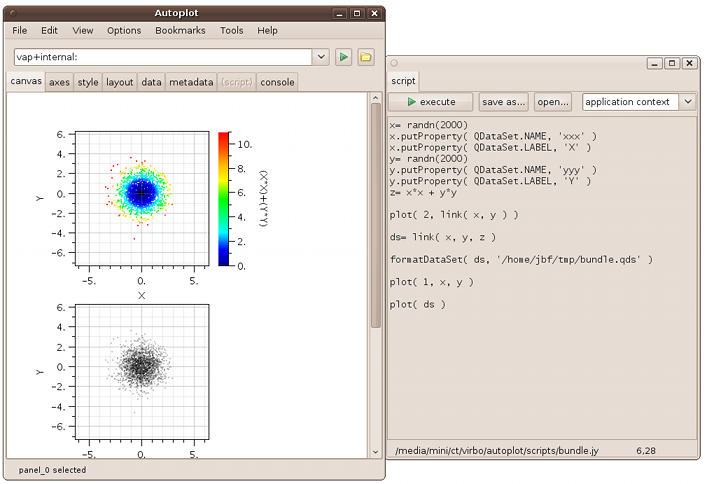 Autoplot
File Edit View Options Bookmarks Tools Help
vap+internal:
canvas axes style layout data metadata (script) console
6.
4.
2.
0.
-2.
-4.
-6.
Y
-5. 0. 5.
X
10.
8.
6.
4.
2.
0.
(X*X)+(Y*Y)
6.
4.
2.
0.
-2.
-4.
-6.
Y
-5. 0. 5.
panel_0 selected
script
execute save as... open... application context
x= randn(2000)
x.putProperty( QDataSet.NAME, 'xxx' )
x.putProperty( QDataSet.LABEL, 'X' )
y= randn(2000)
y.putProperty( QDataSet.NAME, 'yyy' )
y.putProperty( QDataSet.LABEL, 'Y' )
z= x*x + y*y
plot( 2, link( x, y ) )
ds= link( x, y, z )
formatDataSet( ds, '/home/jbf/tmp/bundle.qds' )
plot( 1, x, y )
plot( ds )
/media/mini/ct/virbo/autoplot/scripts/bundle.jy 6,28